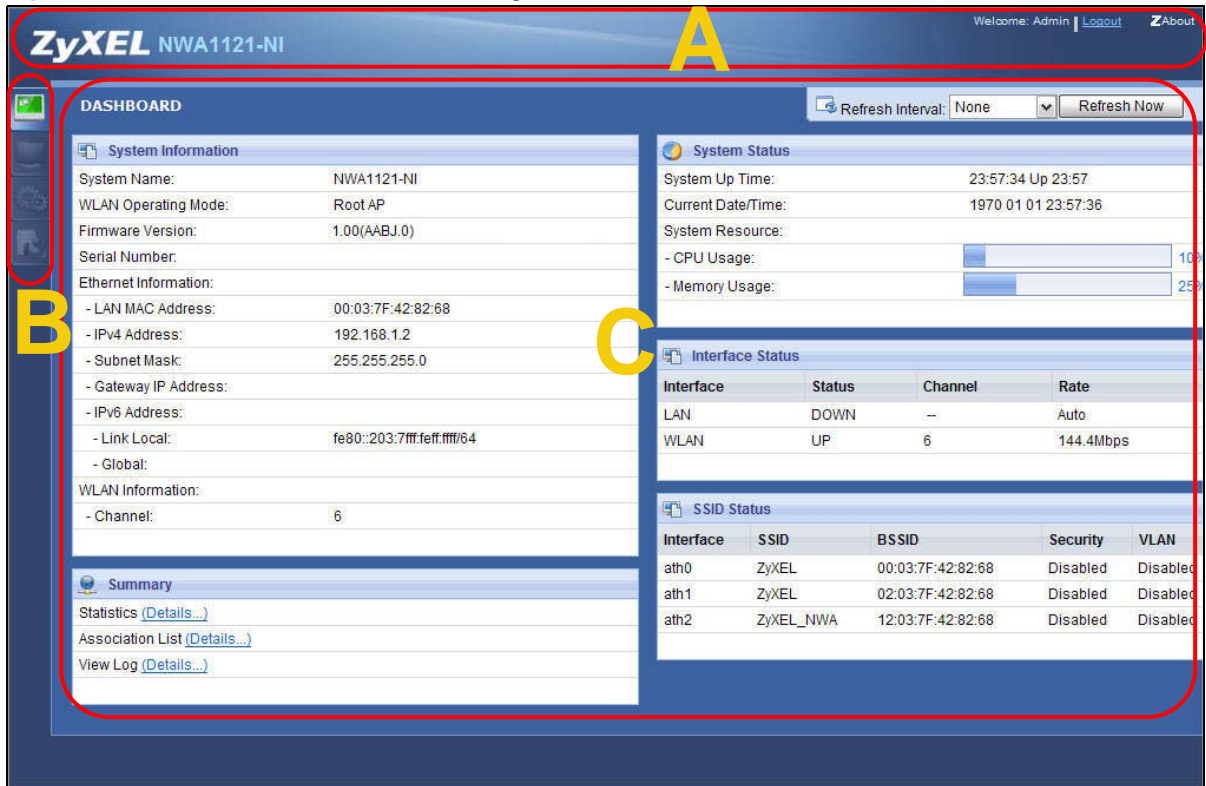 ZyXEL NWA1121-NI
Welcome: Admin | Logout ZAbout
A
B
C
DASHBOARD
Refresh Interval: None Refresh Now
System Information
System Name: NWA1121-NI
WLAN Operating Mode: Root AP
Firmware Version: 1.00(AABJ.0)
Serial Number:
Ethernet Information:
- LAN MAC Address: 00:03:7F:42:82:68
- IPv4 Address: 192.168.1.2
- Subnet Mask: 255.255.255.0
- Gateway IP Address:
- IPv6 Address:
- Link Local: fe80::203:7fff:feff:ffff/64
- Global:
WLAN Information:
- Channel: 6
Summary
Statistics (Details...)
Association List (Details...)
View Log (Details...)
System Status
System Up Time: 23:57:34 Up 23:57
Current Date/Time: 1970 01 01 23:57:36
System Resource:
- CPU Usage: 10%
- Memory Usage: 25%
Interface Status
Interface Status Channel Rate
LAN DOWN -- Auto
WLAN UP 6 144.4Mbps
SSID Status
Interface SSID BSSID Security VLAN
ath0 ZyXEL 00:03:7F:42:82:68 Disabled Disabled
ath1 ZyXEL 02:03:7F:42:82:68 Disabled Disabled
ath2 ZyXEL_NWA 12:03:7F:42:82:68 Disabled Disabled